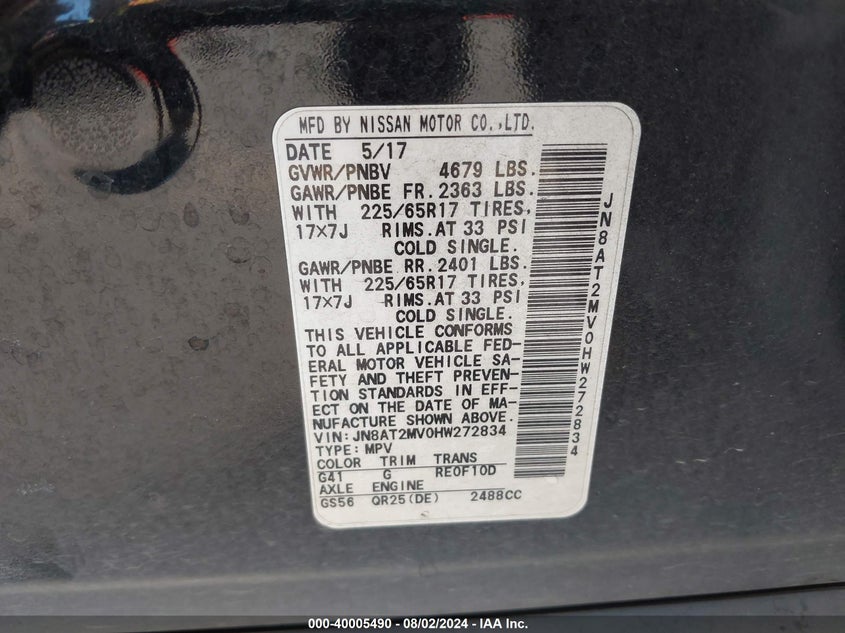 MFD BY NISSAN MOTOR CO.,LTD.
DATE 5/17
GVWR/PNBV 4679 LBS.
GAWR/PNBE FR.2363 LBS.
WITH 225/65R17 TIRES,
17×7J RIMS.AT 33 PSI
COLD SINGLE.
GAWR/PNBE RR.2401 LBS.
WITH 225/65R17 TIRES,
17×7J RIMS.AT 33 PSI
COLD SINGLE.
THIS VEHICLE CONFORMS
TO ALL APPLICABLE FED-
ERAL MOTOR VEHICLE SA-
FETY AND THEFT PREVEN-
TION STANDARDS IN EFF-
ECT ON THE DATE OF MA-
NUFACTURE SHOWN ABOVE.
VIN:JN8AT2MV0HW272834
TYPE:MPV
COLOR TRIM TRANS
G41 G RE0F10D
AXLE ENGINE
GS56 QR25(DE) 2488CC
JN8AT2MV0HW272834
000-40005490 - 08/02/2024 - IAA Inc.